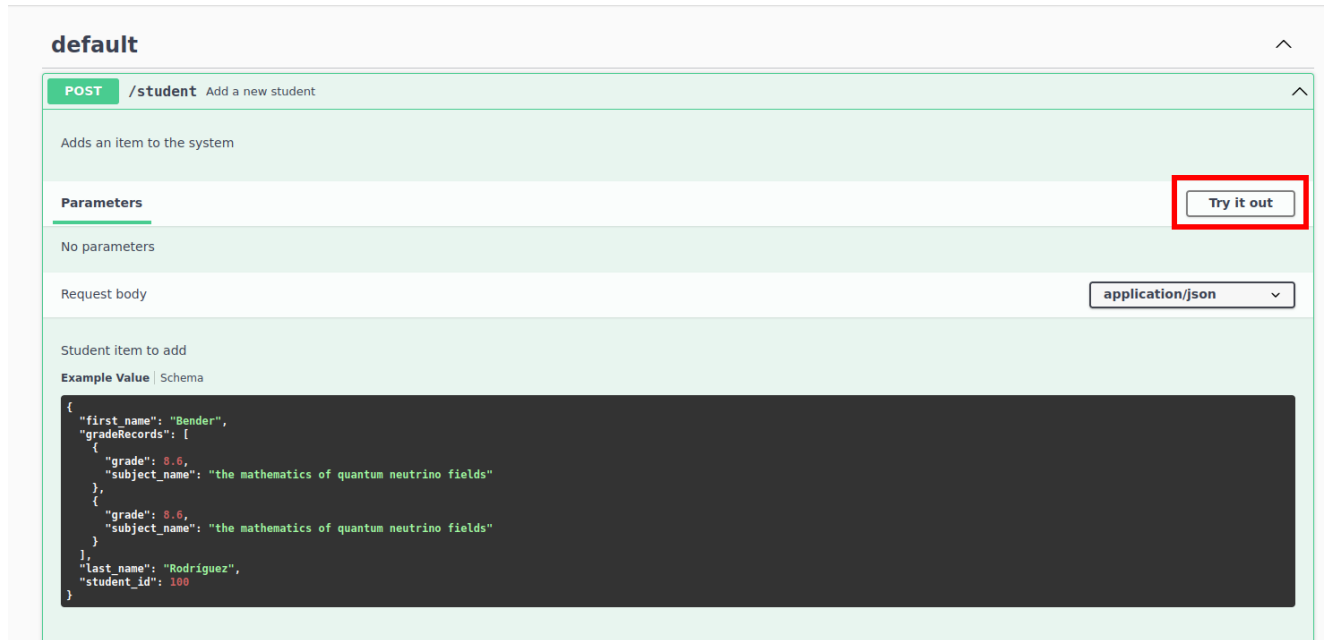 default
POST /student Add a new student
Adds an item to the system
Parameters Try it out
No parameters
Request body application/json
Student item to add
Example Value Schema
{
  "first_name": "Bender",
  "gradeRecords": [
    {
      "grade": 8.6,
      "subject_name": "the mathematics of quantum neutrino fields"
    },
    {
      "grade": 8.6,
      "subject_name": "the mathematics of quantum neutrino fields"
    }
  ],
  "last_name": "Rodríguez",
  "student_id": 100
}